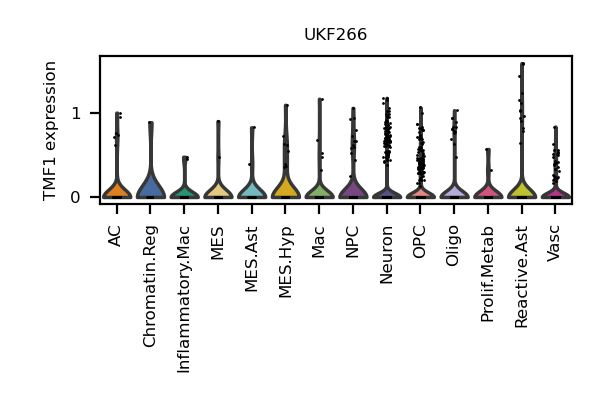 UKF266
TMF1 expression
1
0
AC
Chromatin.Reg
Inflammatory.Mac
MES
MES.Ast
MES.Hyp
Mac
NPC
Neuron
OPC
Oligo
Prolif.Metab
Reactive.Ast
Vasc